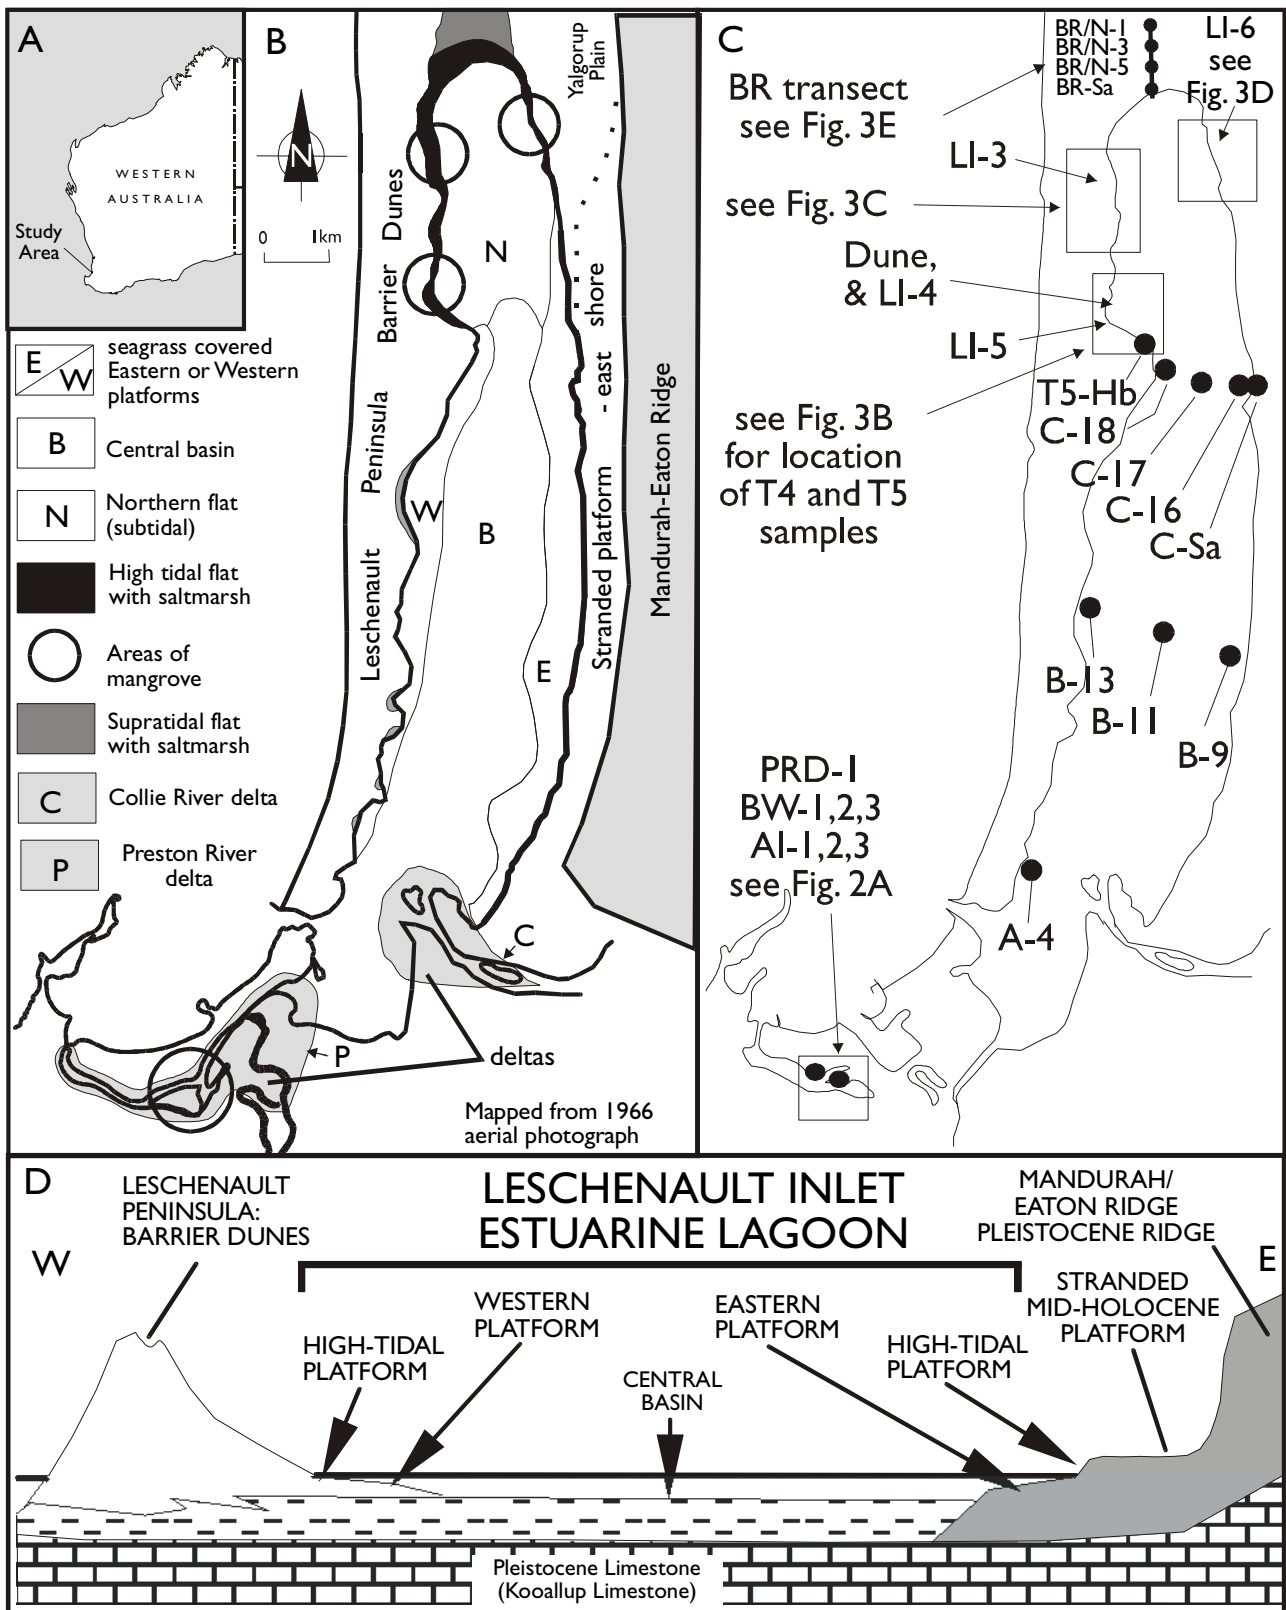 A
WESTERN
AUSTRALIA
Study
Area
B
N
0 1km
Yalgorup
Plain
Barrier Dunes
Leschenault Peninsula
N
W
B
E
Stranded platform - east shore
Mandurah-Eaton Ridge
E
W
seagrass covered
Eastern or Western
platforms
B
Central basin
N
Northern flat
(subtidal)
High tidal flat
with saltmarsh
Areas of
mangrove
Supratidal flat
with saltmarsh
C
Collie River delta
P
Preston River
delta
C
P
deltas
Mapped from 1966
aerial photograph
C
BR/N-1
BR/N-3
BR/N-5
BR-Sa
LI-6
see
Fig. 3D
BR transect
see Fig. 3E
LI-3
see Fig. 3C
Dune,
& LI-4
LI-5
T5-Hb
C-18
see Fig. 3B
for location
of T4 and T5
samples
C-17
C-16
C-Sa
B-13
B-11
B-9
PRD-1
BW-1,2,3
AI-1,2,3
see Fig. 2A
A-4
D
LESCHENAULT
PENINSULA:
BARRIER DUNES
LESCHENAULT INLET
ESTUARINE LAGOON
MANDURAH/
EATON RIDGE
PLEISTOCENE RIDGE
W
E
HIGH-TIDAL
PLATFORM
WESTERN
PLATFORM
CENTRAL
BASIN
EASTERN
PLATFORM
HIGH-TIDAL
PLATFORM
STRANDED
MID-HOLOCENE
PLATFORM
Pleistocene Limestone
(Kooallup Limestone)